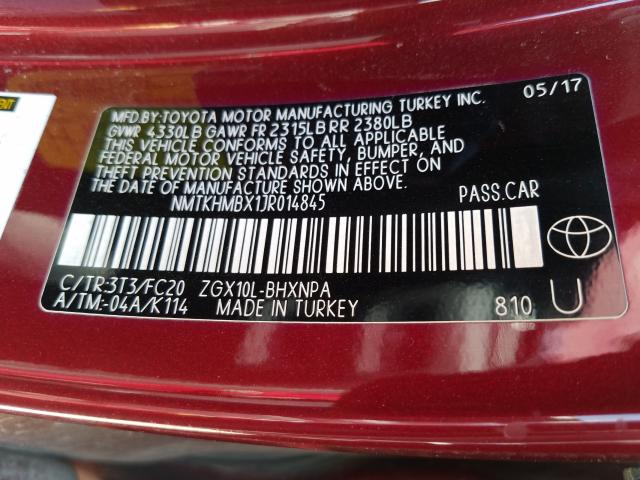 05/17
MFD.BY:TOYOTA MOTOR MANUFACTURING TURKEY INC.
GVWR 4330LB GAWR FR 2315LB RR 2380LB
THIS VEHICLE CONFORMS TO ALL APPLICABLE
FEDERAL MOTOR VEHICLE SAFETY, BUMPER, AND
THEFT PREVENTION STANDARDS IN EFFECT ON
THE DATE OF MANUFACTURE SHOWN ABOVE.
NMTKHMBX1JR014845 PASS.CAR
C/TR:3T3/FC20 ZGX10L-BHXNPA
A/TM:-04A/K114 MADE IN TURKEY 810 U